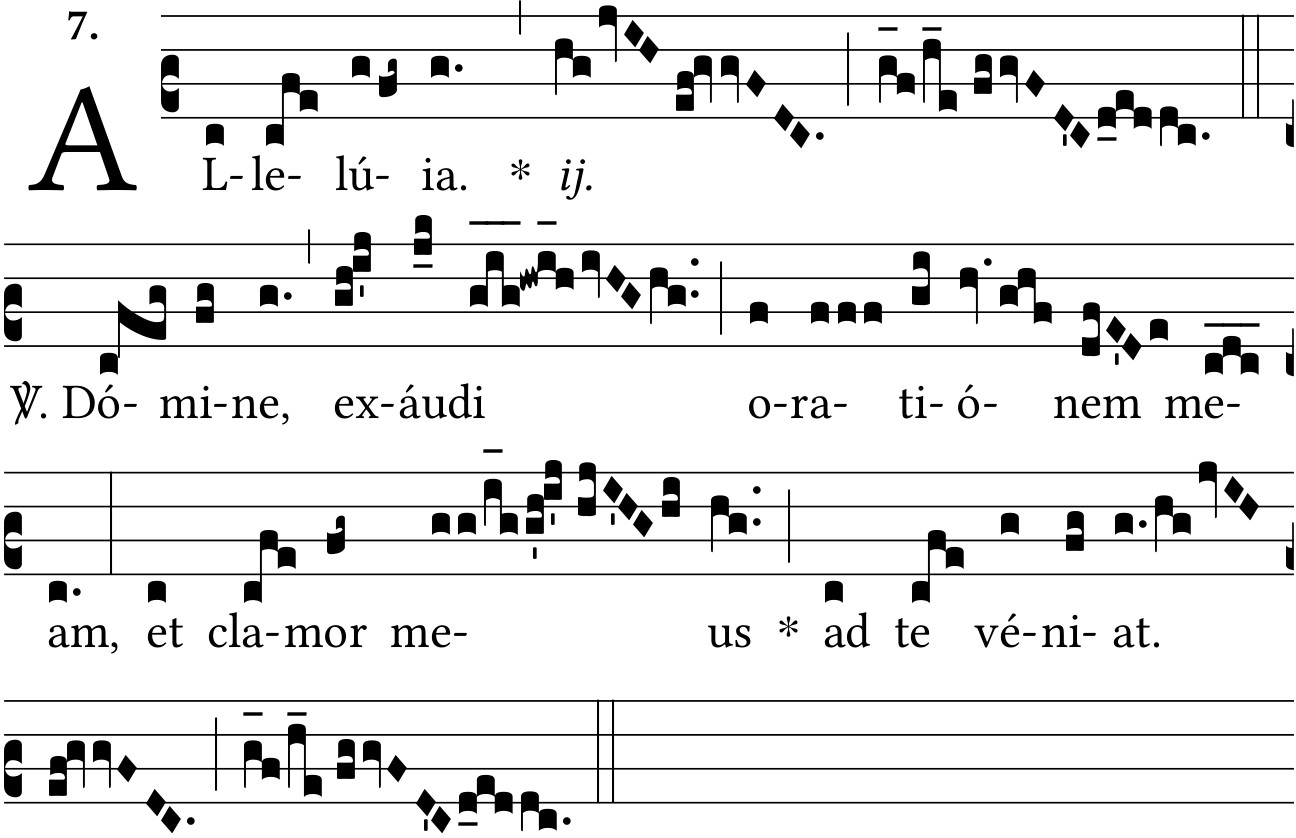 7.
AL-le-lú-ia. * ij.
℣. Dó-mi-ne, ex-áudi o-ra-ti-ó-nem me-
am, et cla-mor me-us * ad te vé-ni-at.